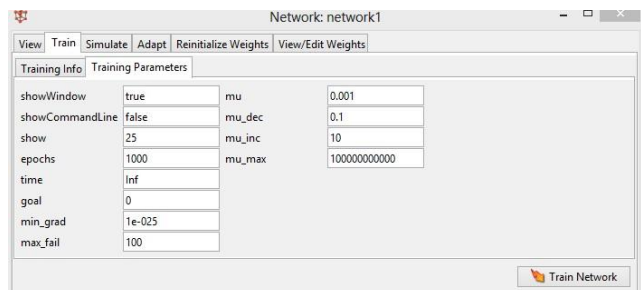 Network: network1
View Train Simulate Adapt Reinitialize Weights View/Edit Weights
Training Info Training Parameters
showWindow true mu 0.001
showCommandLine false mu_dec 0.1
show 25 mu_inc 10
epochs 1000 mu_max 100000000000
time Inf
goal 0
min_grad 1e-025
max_fail 100
Train Network